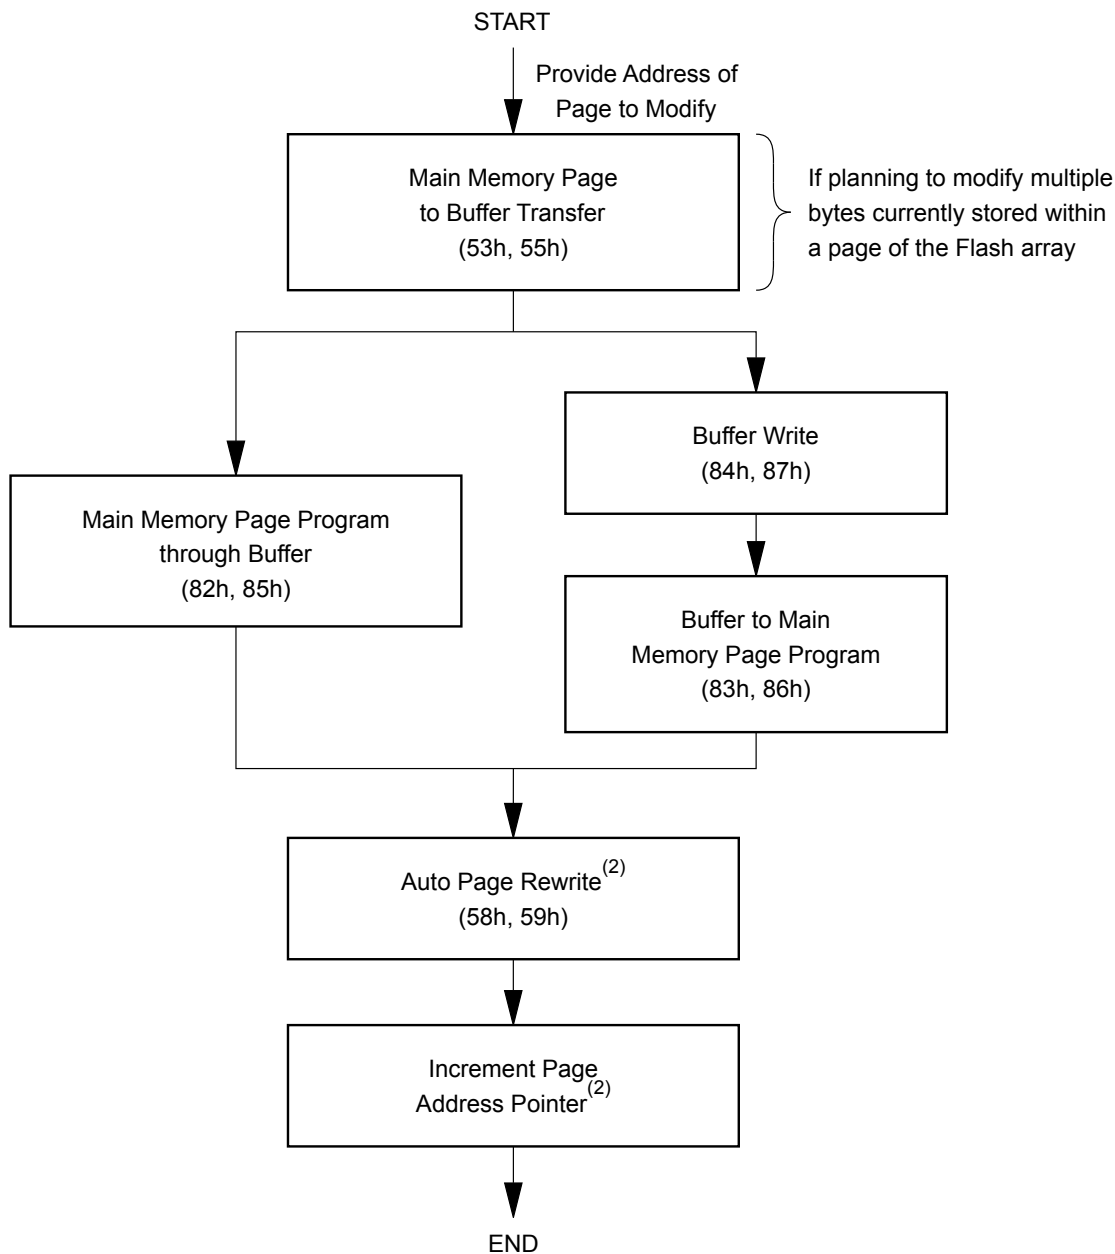 START
Provide Address of
Page to Modify
Main Memory Page
to Buffer Transfer
(53h, 55h)
If planning to modify multiple
bytes currently stored within
a page of the Flash array
Buffer Write
(84h, 87h)
Main Memory Page Program
through Buffer
(82h, 85h)
Buffer to Main
Memory Page Program
(83h, 86h)
Auto Page Rewrite(2)
(58h, 59h)
Increment Page
Address Pointer(2)
END